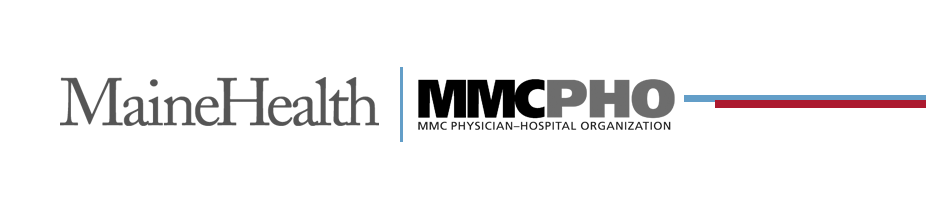 MaineHealth
MMCPHO
MMC PHYSICIAN–HOSPITAL ORGANIZATION